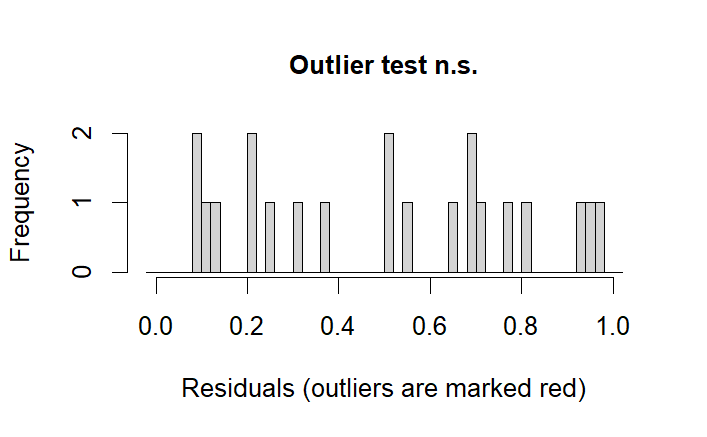 Outlier test n.s.
Frequency
2
1
0
0.0 0.2 0.4 0.6 0.8 1.0
Residuals (outliers are marked red)